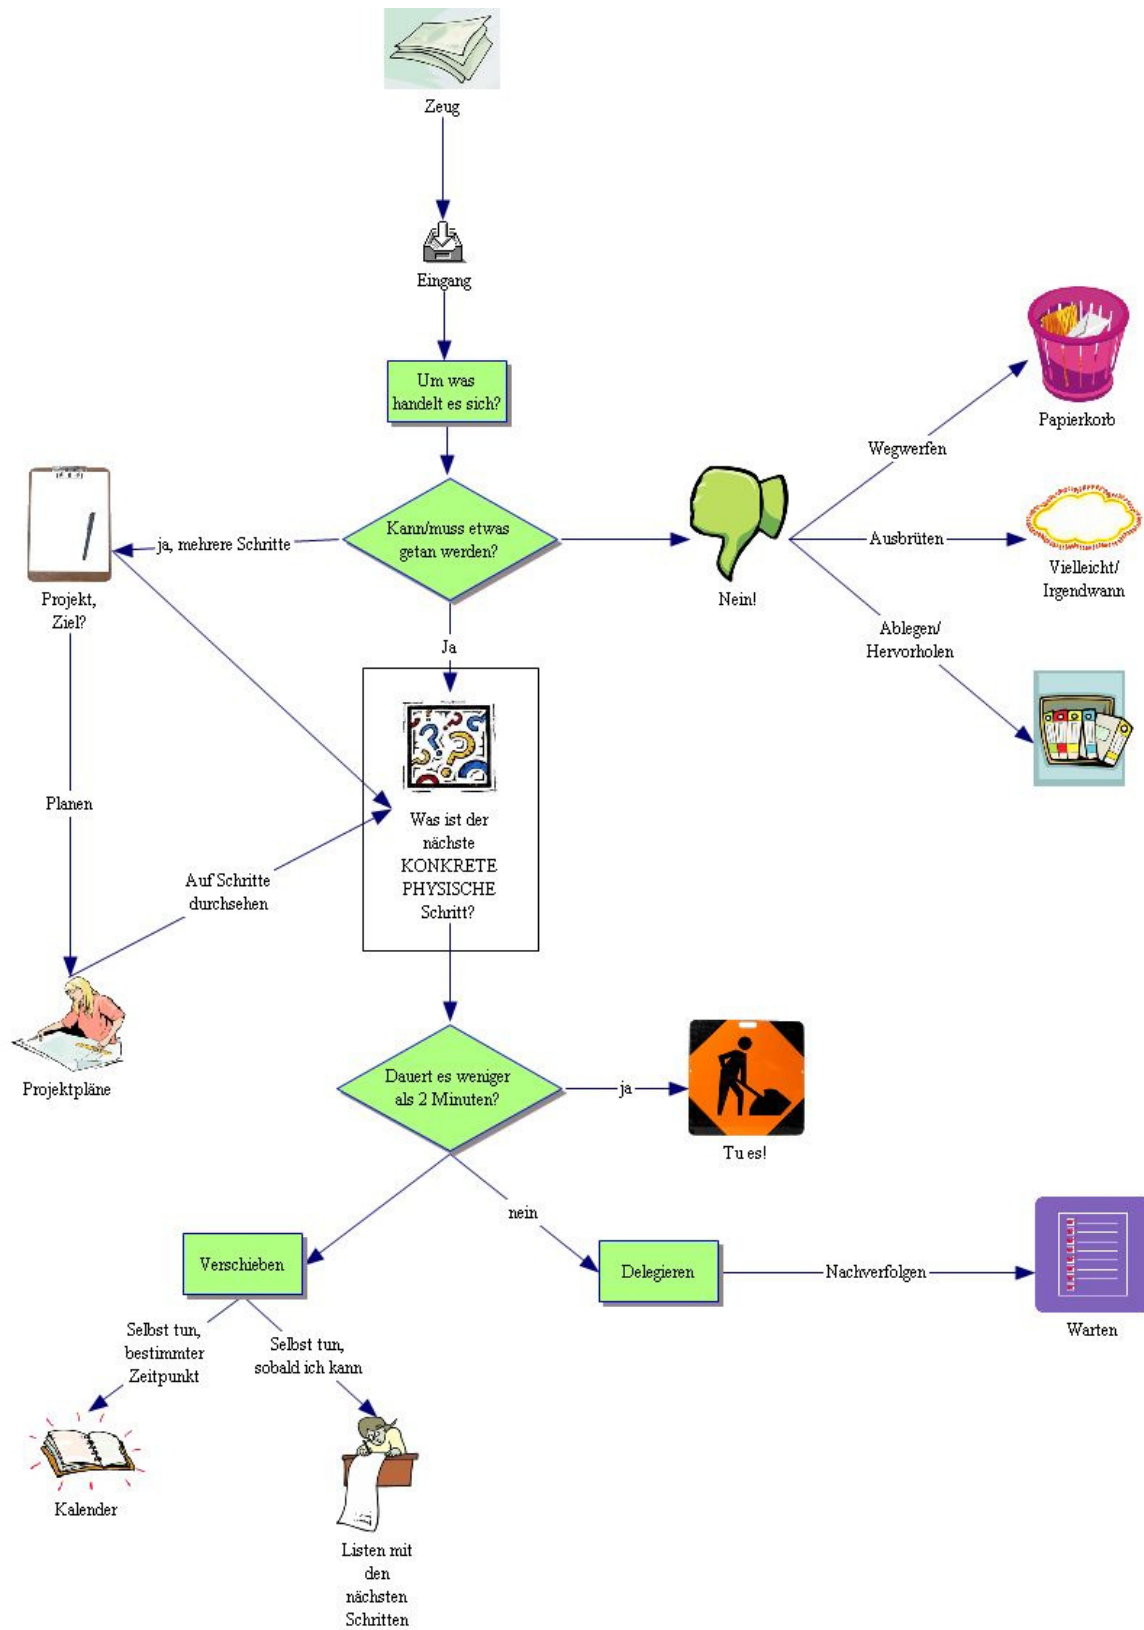 Zeug
Eingang
Um was
handelt es sich?
Kann/muss etwas
getan werden?
ja, mehrere Schritte
Projekt,
Ziel?
Nein!
Wegwerfen
Papierkorb
Ausbrüten
Vielleicht/
Irgendwann
Ablegen/
Hervorholen
Ja
Was ist der
nächste
KONKRETE
PHYSISCHE
Schritt?
Planen
Auf Schritte
durchsehen
Projektpläne
Dauert es weniger
als 2 Minuten?
ja
Tu es!
nein
Verschieben
Delegieren
Nachverfolgen
Warten
Selbst tun,
bestimmter
Zeitpunkt
Selbst tun,
sobald ich kann
Kalender
Listen mit
den
nächsten
Schritten